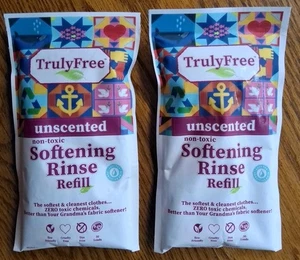 TrulyFree
unscented
non-toxic
Softening
Rinse
Refill
The softest & cleanest clothes...
ZERO toxic chemicals,
Better than Your Grandma's fabric softener!
TrulyFree
unscented
non-toxic
Softening
Rinse
Refill
The softest & cleanest clothes...
ZERO toxic chemicals,
Better than Your Grandma's fabric softener!